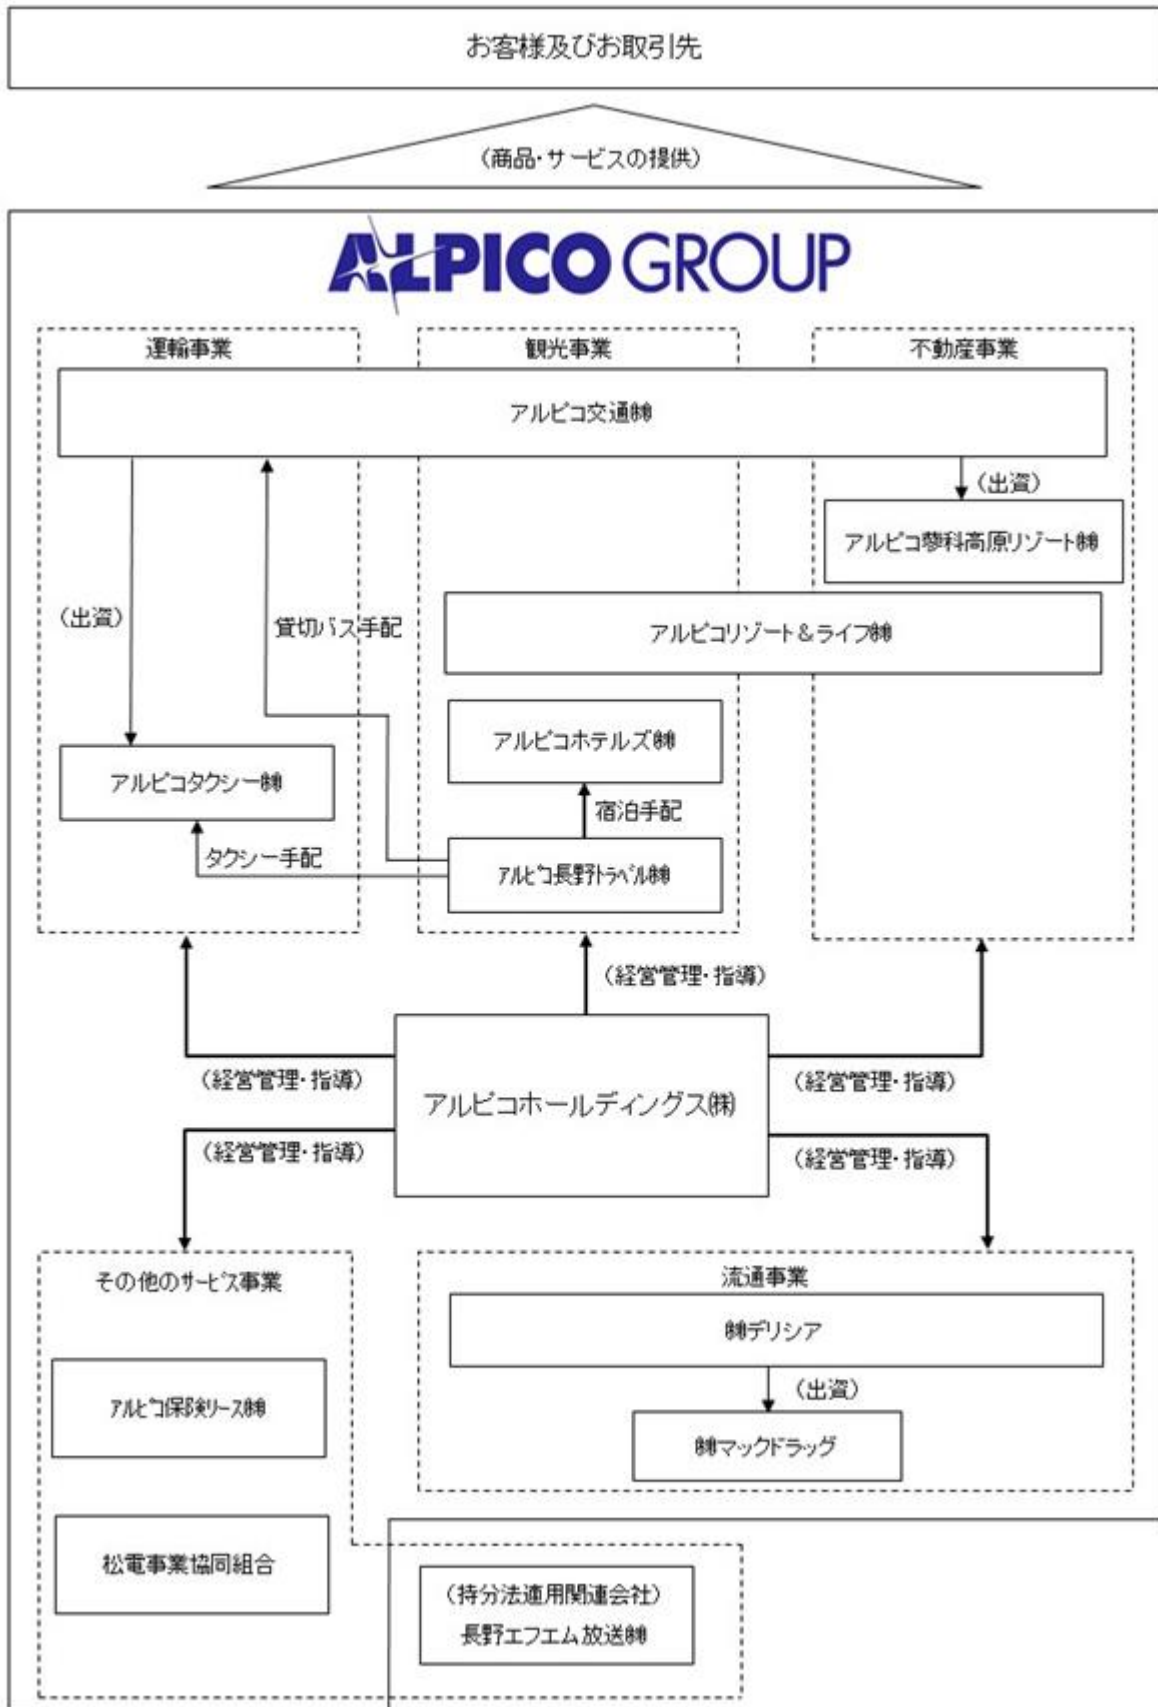 お客様及びお取引先
（商品・サービスの提供）
ALPICO GROUP
運輸事業
観光事業
不動産事業
アルピコ交通㈱
（出資）
アルピコ蓼科高原リゾート㈱
（出資）
貸切バス手配
アルピコリゾート＆ライフ㈱
アルピコホテルズ㈱
アルピコタクシー㈱
宿泊手配
タクシー手配
ｱﾙﾋﾟｺ長野ﾄﾗﾍﾞﾙ㈱
（経営管理・指導）
（経営管理・指導）
（経営管理・指導）
アルピコホールディングス㈱
（経営管理・指導）
（経営管理・指導）
その他のｻｰﾋﾞｽ事業
流通事業
㈱デリシア
（出資）
ｱﾙﾋﾟｺ保険ﾘｰｽ㈱
㈱マックドラッグ
松電事業協同組合
（持分法適用関連会社）
長野エフエム放送㈱